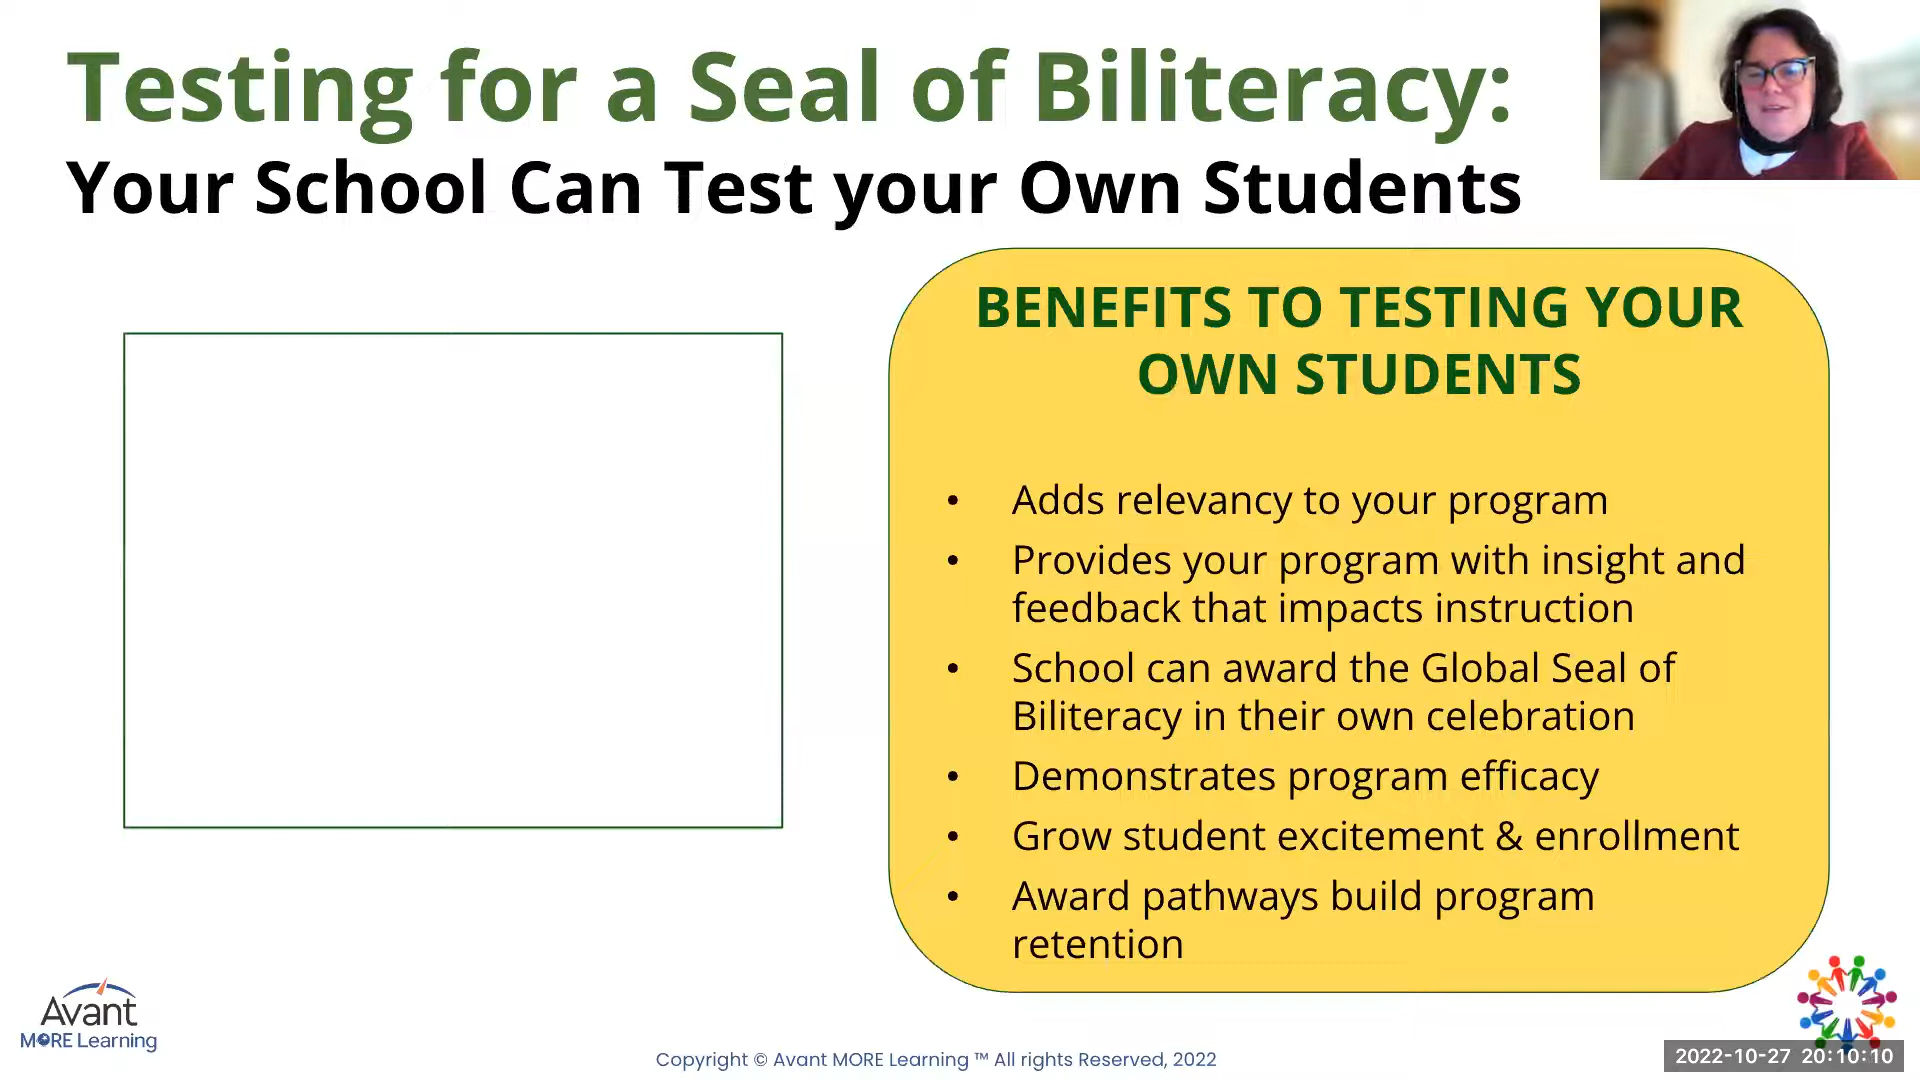 Testing for a Seal of Biliteracy:
Your School Can Test your Own Students
BENEFITS TO TESTING YOUR
OWN STUDENTS
• Adds relevancy to your program
• Provides your program with insight and
feedback that impacts instruction
• School can award the Global Seal of
Biliteracy in their own celebration
• Demonstrates program efficacy
• Grow student excitement & enrollment
• Award pathways build program
retention
Avant
MORE Learning
Copyright © Avant MORE Learning ™ All rights Reserved, 2022
2022-10-27 20:10:10